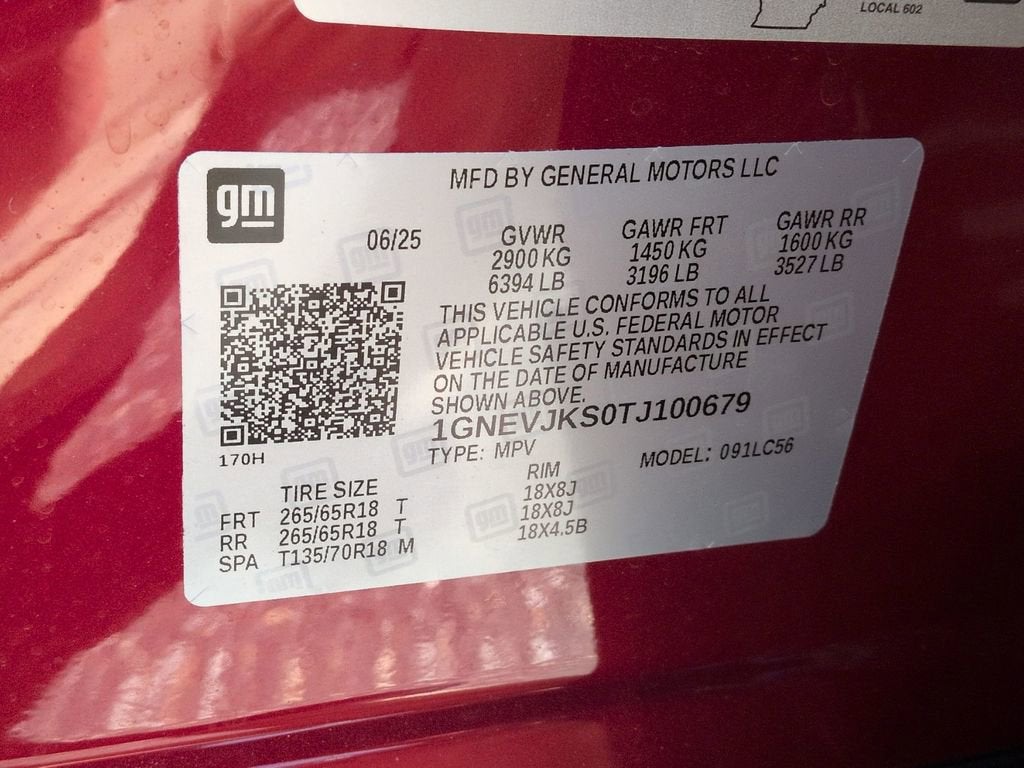 LOCAL 602
gm
MFD BY GENERAL MOTORS LLC
06/25
GVWR
2900 KG
6394 LB
GAWR FRT
1450 KG
3196 LB
GAWR RR
1600 KG
3527 LB
THIS VEHICLE CONFORMS TO ALL
APPLICABLE U.S. FEDERAL MOTOR
VEHICLE SAFETY STANDARDS IN EFFECT
ON THE DATE OF MANUFACTURE
SHOWN ABOVE.
1GNEVJKS0TJ100679
170H
TYPE: MPV
MODEL: 091LC56
TIRE SIZE
RIM
FRT 265/65R18 T 18X8J
RR 265/65R18 T 18X8J
SPA T135/70R18 M 18X4.5B